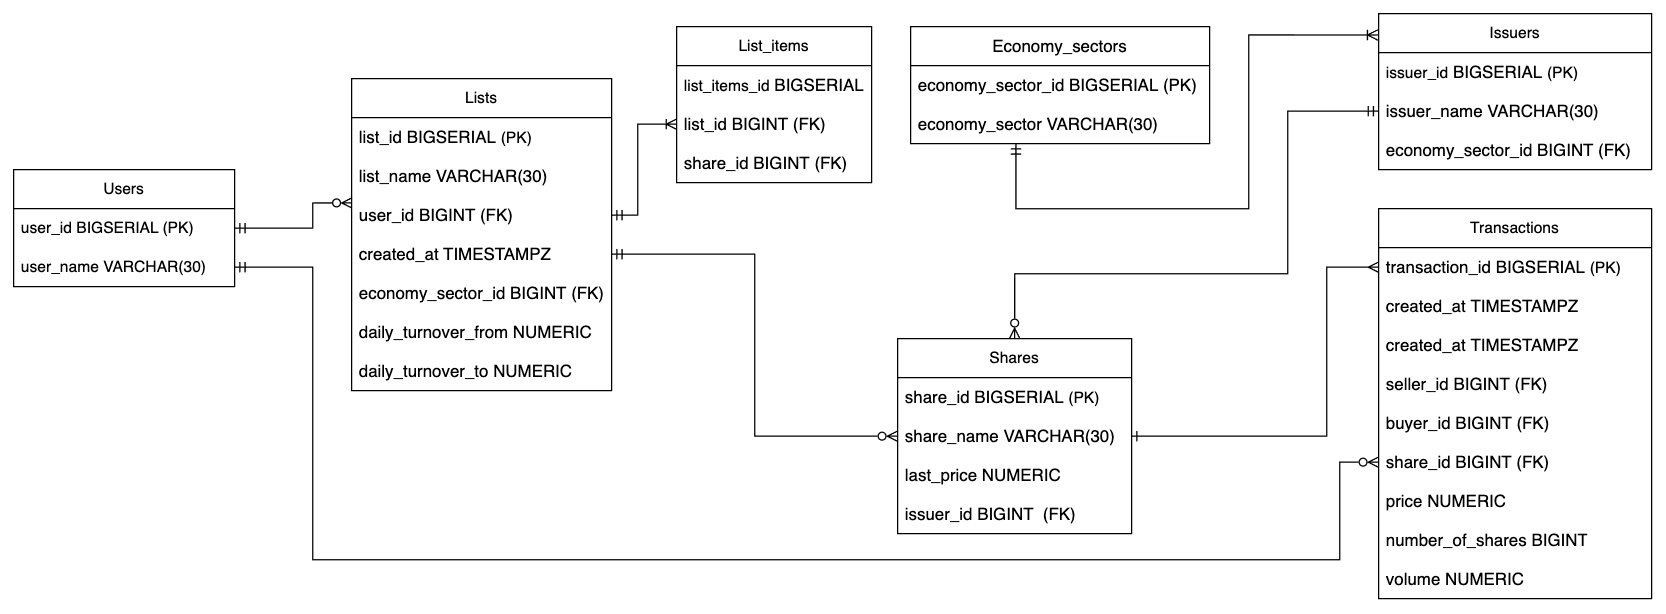 Users
user_id BIGSERIAL (PK)
user_name VARCHAR(30)
Lists
list_id BIGSERIAL (PK)
list_name VARCHAR(30)
user_id BIGINT (FK)
created_at TIMESTAMPZ
economy_sector_id BIGINT (FK)
daily_turnover_from NUMERIC
daily_turnover_to NUMERIC
List_items
list_items_id BIGSERIAL
list_id BIGINT (FK)
share_id BIGINT (FK)
Economy_sectors
economy_sector_id BIGSERIAL (PK)
economy_sector VARCHAR(30)
Issuers
issuer_id BIGSERIAL (PK)
issuer_name VARCHAR(30)
economy_sector_id BIGINT (FK)
Shares
share_id BIGSERIAL (PK)
share_name VARCHAR(30)
last_price NUMERIC
issuer_id BIGINT (FK)
Transactions
transaction_id BIGSERIAL (PK)
created_at TIMESTAMPZ
created_at TIMESTAMPZ
seller_id BIGINT (FK)
buyer_id BIGINT (FK)
share_id BIGINT (FK)
price NUMERIC
number_of_shares BIGINT
volume NUMERIC